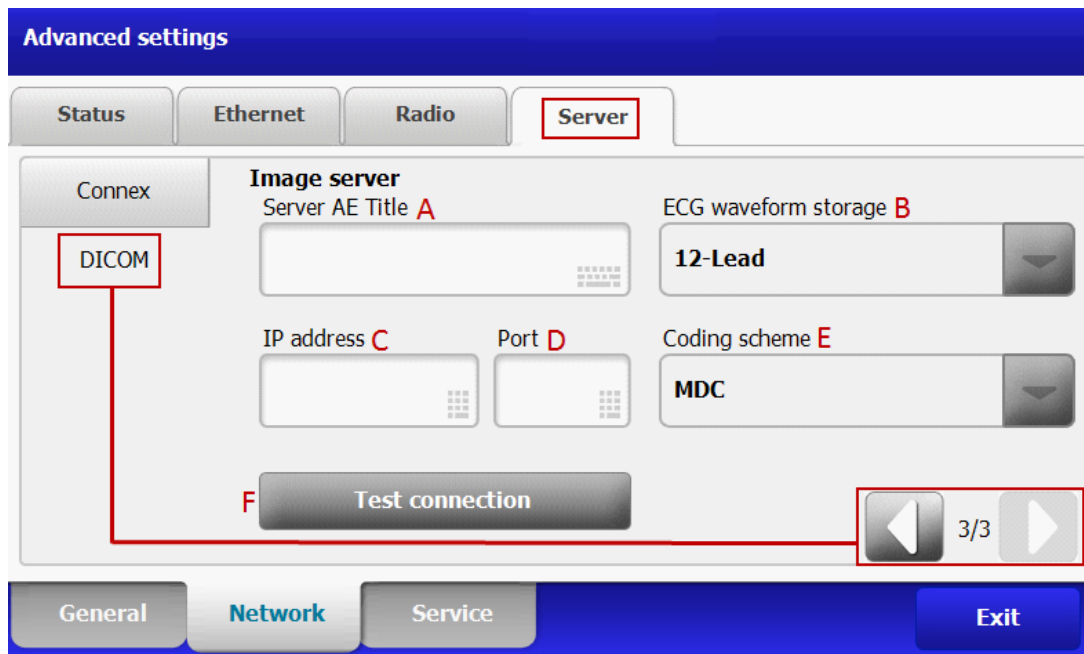 Advanced settings
Status Ethernet Radio Server
Connex
DICOM
Image server
Server AE Title A
ECG waveform storage B
12-Lead
IP address C
Port D
Coding scheme E
MDC
F Test connection
3/3
General Network Service Exit